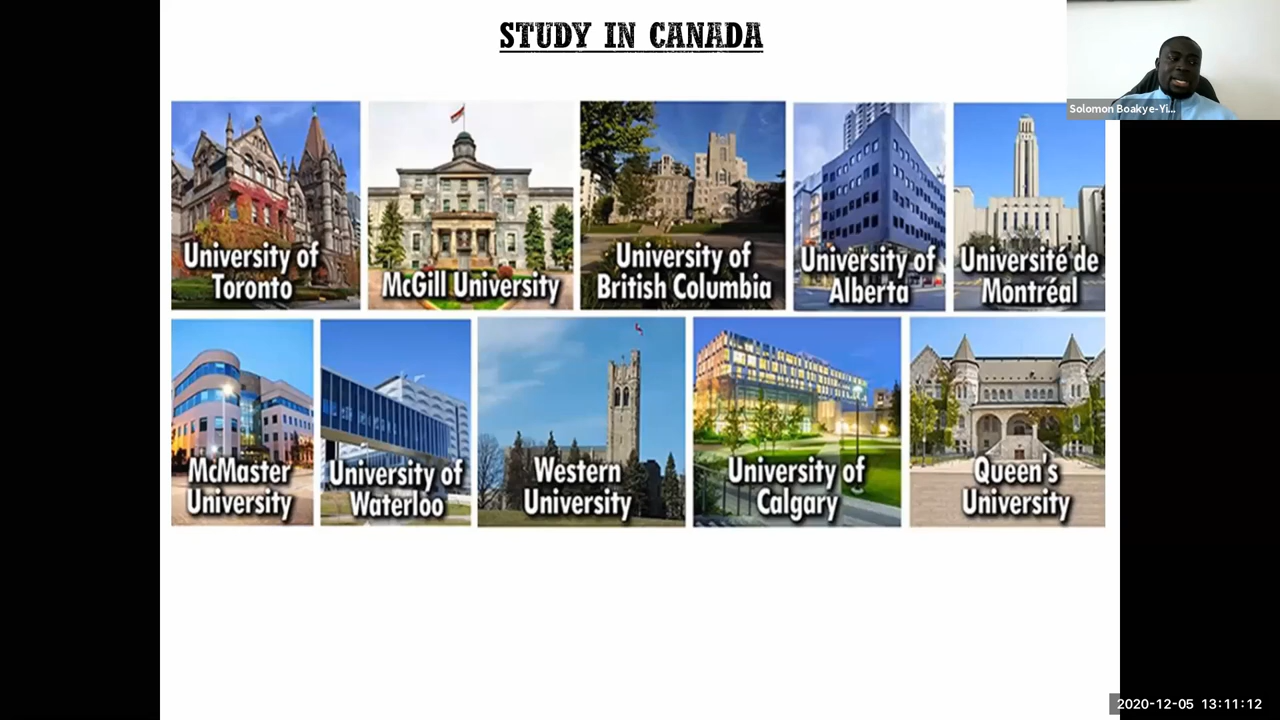 STUDY IN CANADA
Solomon Boakye-Yi...
University of
Toronto
McGill University
University of
British Columbia
University of
Alberta
Université de
Montréal
McMaster
University
University of
Waterloo
Western
University
University of
Calgary
Queen's
University
2020-12-05 13:11:12